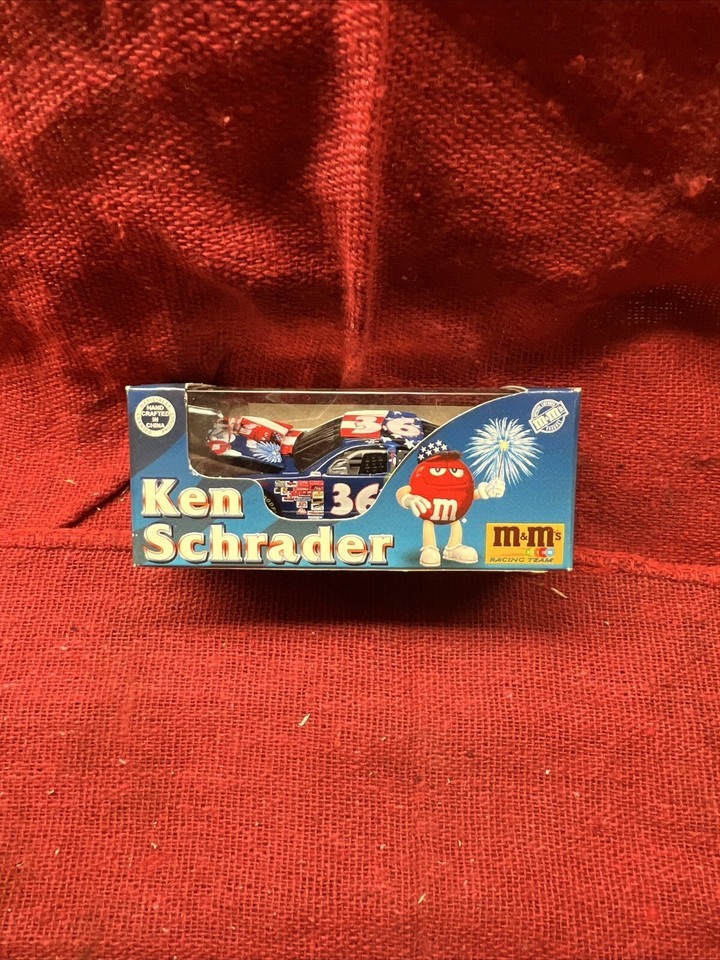 HAND
CRAFTED
IN
CHINA
36
m&m
36
Ken
Schrader
m
m&m's
RACING TEAM